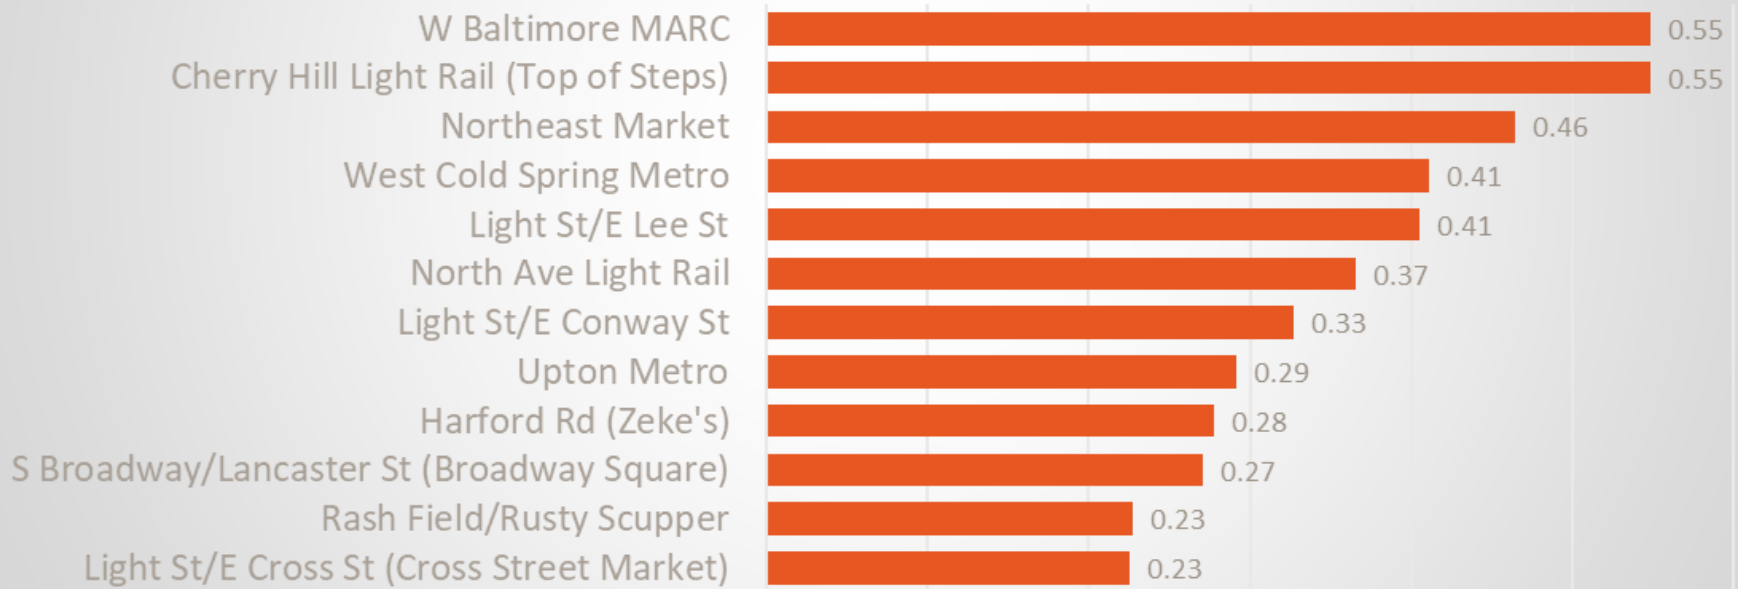 W Baltimore MARC 0.55
Cherry Hill Light Rail (Top of Steps) 0.55
Northeast Market 0.46
West Cold Spring Metro 0.41
Light St/E Lee St 0.41
North Ave Light Rail 0.37
Light St/E Conway St 0.33
Upton Metro 0.29
Harford Rd (Zeke's) 0.28
S Broadway/Lancaster St (Broadway Square) 0.27
Rash Field/Rusty Scupper 0.23
Light St/E Cross St (Cross Street Market) 0.23